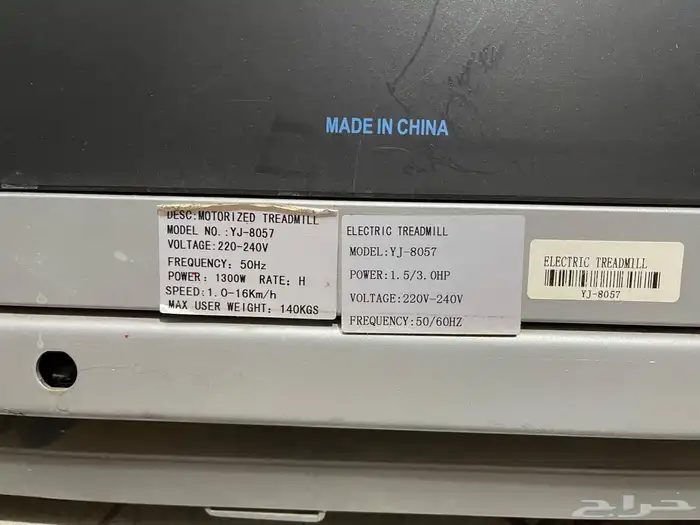 MADE IN CHINA
DESC:MOTORIZED TREADMILL
MODEL NO.:YJ-8057
VOLTAGE:220-240V
FREQUENCY: 50Hz
POWER: 1300W RATE: H
SPEED:1.0-16Km/h
MAX USER WEIGHT: 140KGS
ELECTRIC TREADMILL
MODEL:YJ-8057
POWER:1.5/3.0HP
VOLTAGE:220V-240V
FREQUENCY:50/60HZ
ELECTRIC TREADMILL
YJ-8057
حراج